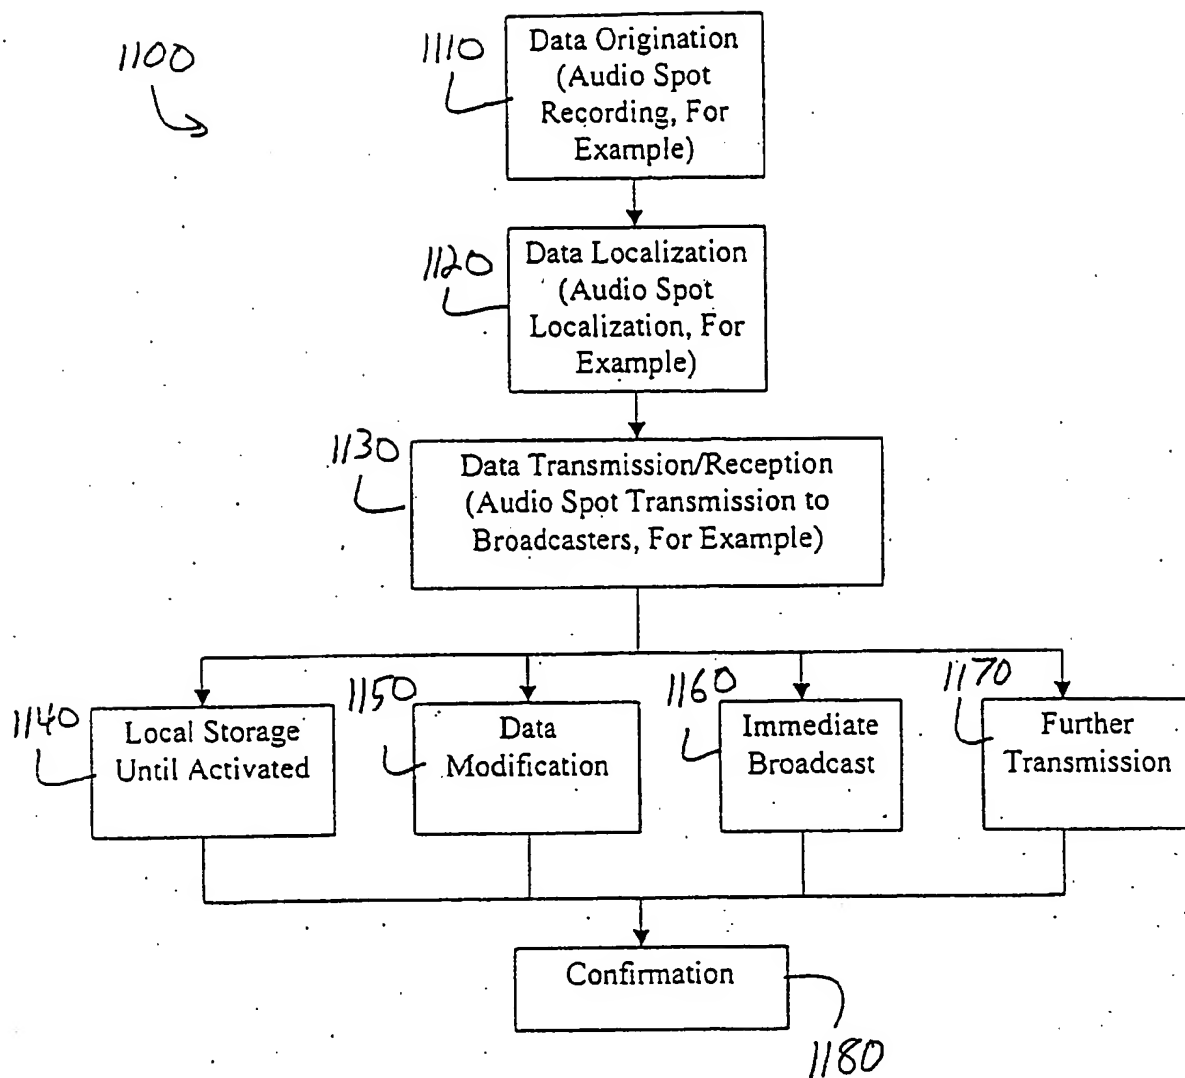 1100
1110
Data Origination
(Audio Spot
Recording, For
Example)
1120
Data Localization
(Audio Spot
Localization, For
Example)
1130
Data Transmission/Reception
(Audio Spot Transmission to
Broadcasters, For Example)
1140
Local Storage
Until Activated
1150
Data
Modification
1160
Immediate
Broadcast
1170
Further
Transmission
Confirmation
1180